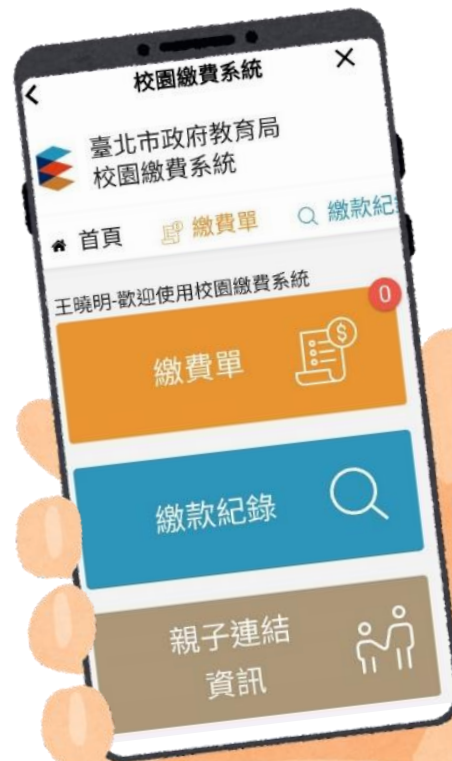 校園繳費系統
臺北市政府教育局
校園繳費系統
首頁 繳費單 繳款紀
王曉明-歡迎使用校園繳費系統
0
繳費單
繳款紀錄
親子連結
資訊